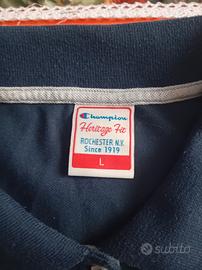 Champion
Heritage Fit
ROCHESTER N.Y.
Since 1919
L
subito